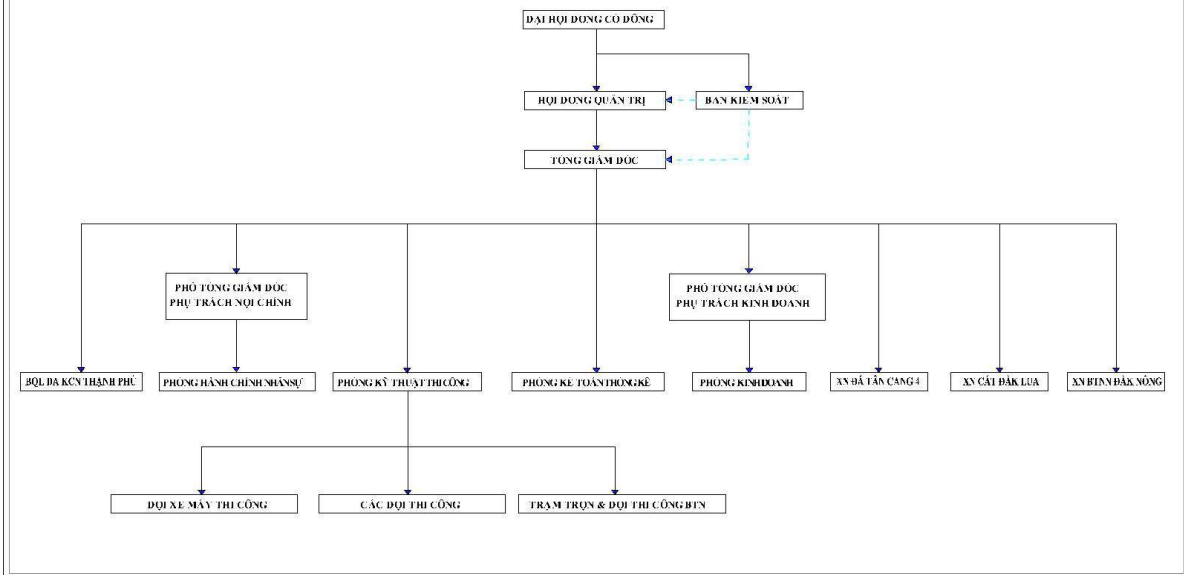 ĐẠI HỘI ĐỒNG CỔ ĐÔNG
HỘI ĐỒNG QUẢN TRỊ
BAN KIỂM SOÁT
TỔNG GIÁM ĐỐC
PHÓ TỔNG GIÁM ĐỐC
PHỤ TRÁCH NỘI CHÍNH
PHÓ TỔNG GIÁM ĐỐC
PHỤ TRÁCH KINH DOANH
BQL DA KCN THẠNH PHÚ
PHÒNG HÀNH CHÍNH NHÂN SỰ
PHÒNG KỸ THUẬT THI CÔNG
PHÒNG KẾ TOÁN THỐNG KÊ
PHÒNG KINH DOANH
XN ĐÁ TÂN CANG 4
XN CÁT ĐẮK LUA
XN BTNN ĐẮK NÔNG
ĐỘI XE MÁY THI CÔNG
CÁC ĐỘI THI CÔNG
TRẠM TRỘN & ĐỘI THI CÔNG BTN